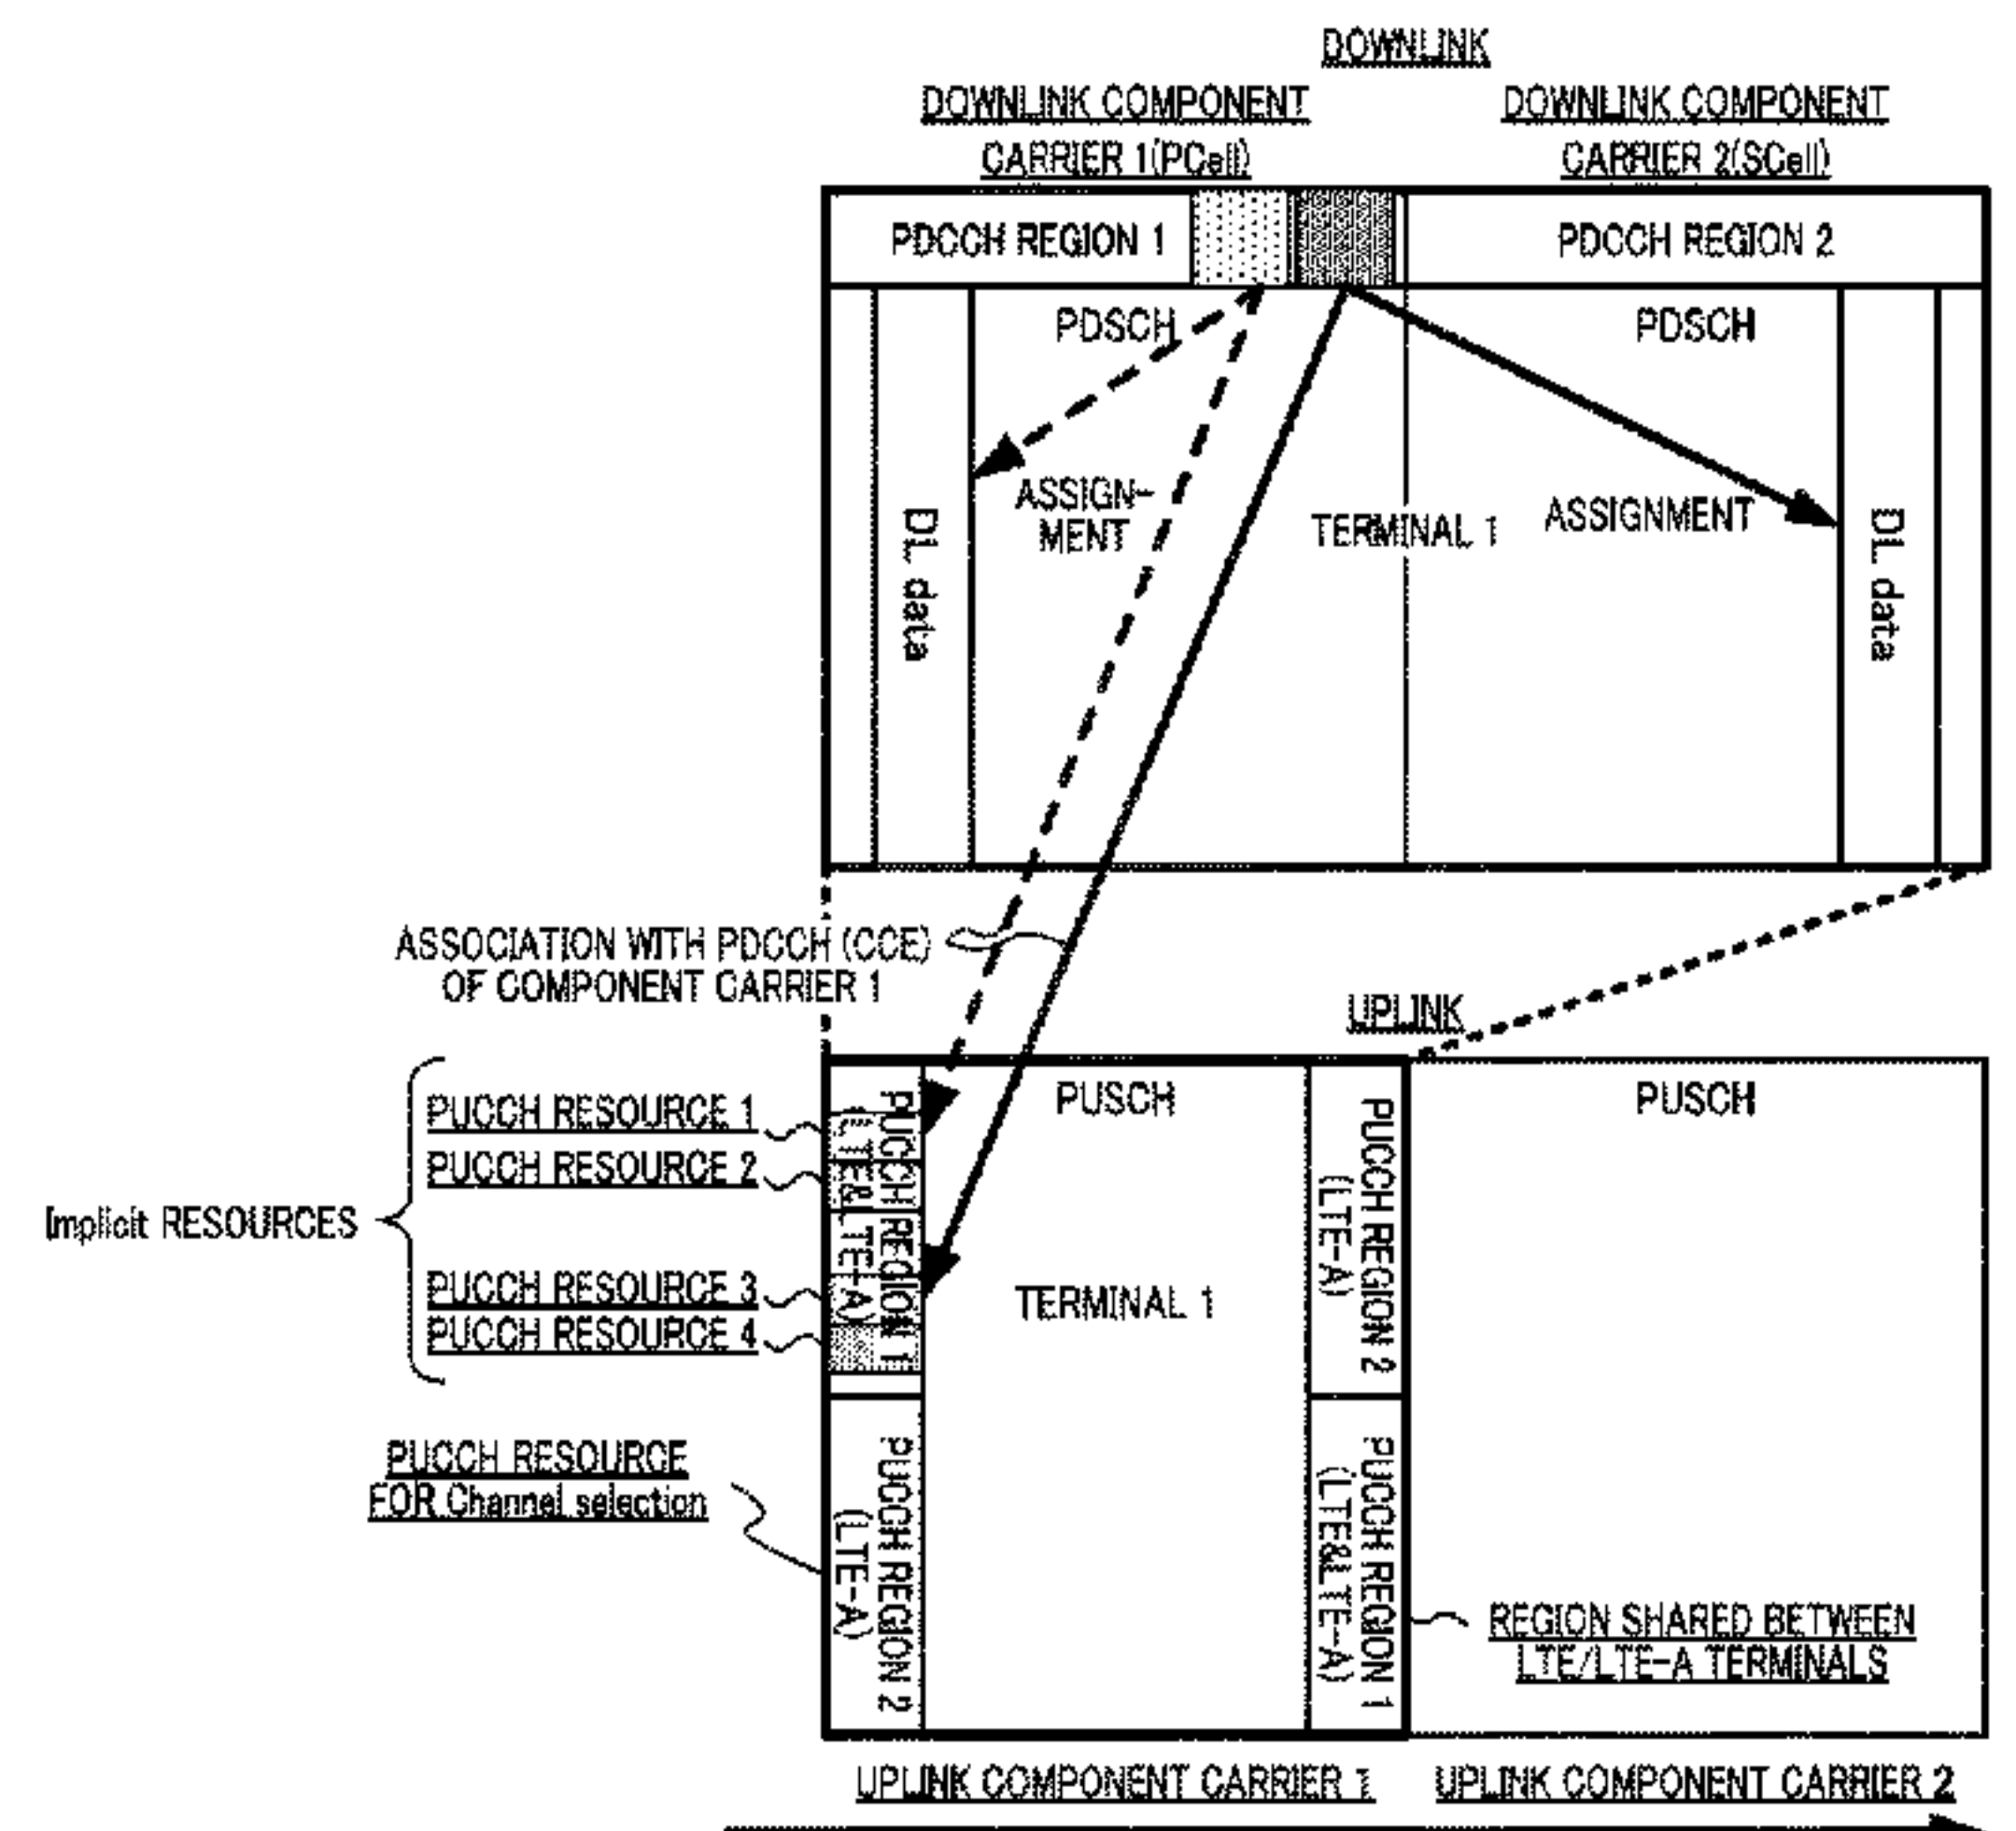 DOWNLINK
DOWNLINK COMPONENT
CARRIER 1(PCell)
DOWNLINK COMPONENT
CARRIER 2(SCell)
PDCCH REGION 1
PDCCH REGION 2
PDSCH
PDSCH
ASSIGN-
MENT
TERMINAL 1
ASSIGNMENT
DL data
DL data
ASSOCIATION WITH PDCCH (CCE)
OF COMPONENT CARRIER 1
UPLINK
PUCCH RESOURCE 1
PUCCH RESOURCE 2
Implicit RESOURCES
PUCCH RESOURCE 3
PUCCH RESOURCE 4
PUCCH REGION 1
(LTE&LTE-A)
PUSCH
TERMINAL 1
PUCCH REGION 2
(LTE-A)
PUSCH
PUCCH RESOURCE
FOR Channel selection
PUCCH REGION 2
(LTE-A)
PUCCH REGION 1
(LTE&LTE-A)
REGION SHARED BETWEEN
LTE/LTE-A TERMINALS
UPLINK COMPONENT CARRIER 1
UPLINK COMPONENT CARRIER 2